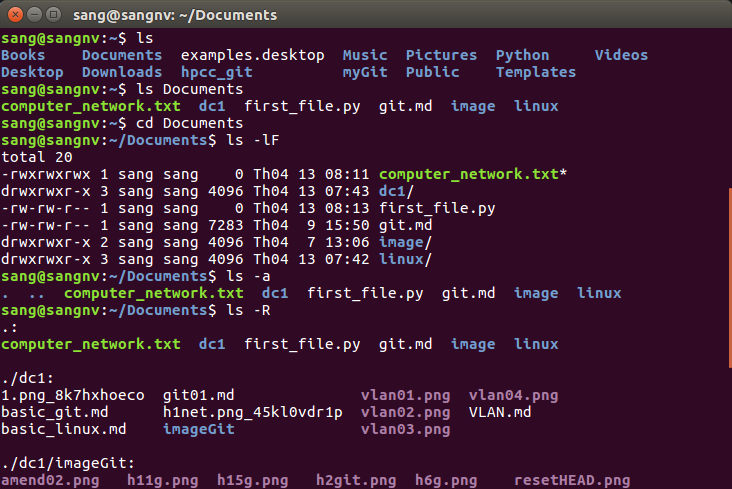 sang@sangnv: ~/Documents
sang@sangnv:~$ ls
Books     Documents  examples.desktop  Music  Pictures  Python     Videos
Desktop  Downloads  hpcc_git          myGit  Public    Templates
sang@sangnv:~$ ls Documents
computer_network.txt  dc1  first_file.py  git.md  image  linux
sang@sangnv:~$ cd Documents
sang@sangnv:~/Documents$ ls -lF
total 20
-rwxrwxrwx 1 sang sang    0 Th04 13 08:11 computer_network.txt*
drwxrwxr-x 3 sang sang 4096 Th04 13 07:43 dc1/
-rw-rw-r-- 1 sang sang    0 Th04 13 08:13 first_file.py
-rw-rw-r-- 1 sang sang 7283 Th04  9 15:50 git.md
drwxrwxr-x 2 sang sang 4096 Th04  7 13:06 image/
drwxrwxr-x 3 sang sang 4096 Th04 13 07:42 linux/
sang@sangnv:~/Documents$ ls -a
.  ..  computer_network.txt  dc1  first_file.py  git.md  image  linux
sang@sangnv:~/Documents$ ls -R
.:
computer_network.txt  dc1  first_file.py  git.md  image  linux
./dc1:
1.png_8k7hxhoeco  git01.md              vlan01.png  vlan04.png
basic_git.md      h1net.png_45kl0vdr1p  vlan02.png  VLAN.md
basic_linux.md    imageGit              vlan03.png
./dc1/imageGit:
amend02.png   h11g.png  h15g.png   h2git.png  h6g.png    resetHEAD.png